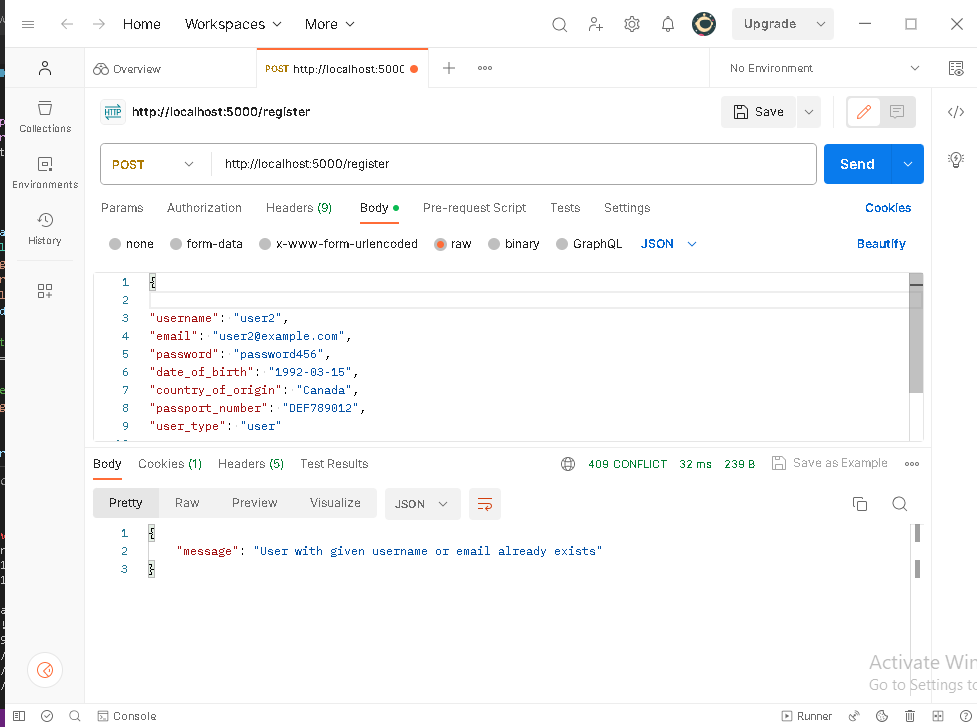 Home Workspaces More Upgrade
Overview POST http://localhost:5000 No Environment
HTTP http://localhost:5000/register Save
Collections
Environments
History
POST http://localhost:5000/register Send
Params Authorization Headers (9) Body Pre-request Script Tests Settings Cookies
none form-data x-www-form-urlencoded raw binary GraphQL JSON Beautify
1 {
2
3 "username": "user2",
4 "email": "user2@example.com",
5 "password": "password456",
6 "date_of_birth": "1992-03-15",
7 "country_of_origin": "Canada",
8 "passport_number": "DEF789012",
9 "user_type": "user"
Body Cookies (1) Headers (5) Test Results 409 CONFLICT 32 ms 239 B Save as Example
Pretty Raw Preview Visualize JSON
1 {
2 "message": "User with given username or email already exists"
3 }
Activate Win
Go to Settings to
Console Runner